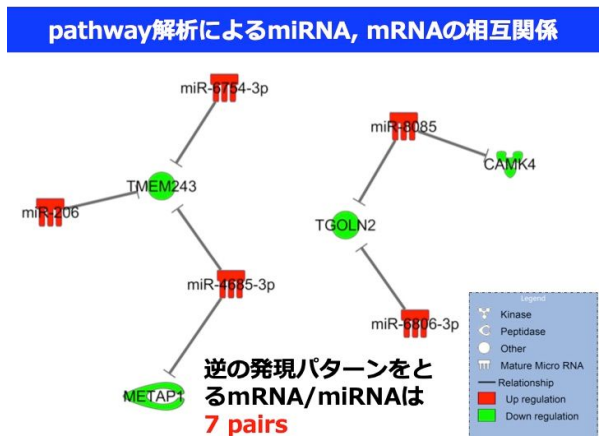 pathway解析によるmiRNA, mRNAの相互関係
miR-6754-3p
miR-8085
CAMK4
TMEM243
miR-206
TGOLN2
miR-4685-3p
miR-6806-3p
METAP1
逆の発現パターンをと
るmRNA/miRNAは
7 pairs
Legend
Kinase
Peptidase
Other
Mature Micro RNA
Relationship
Up regulation
Down regulation